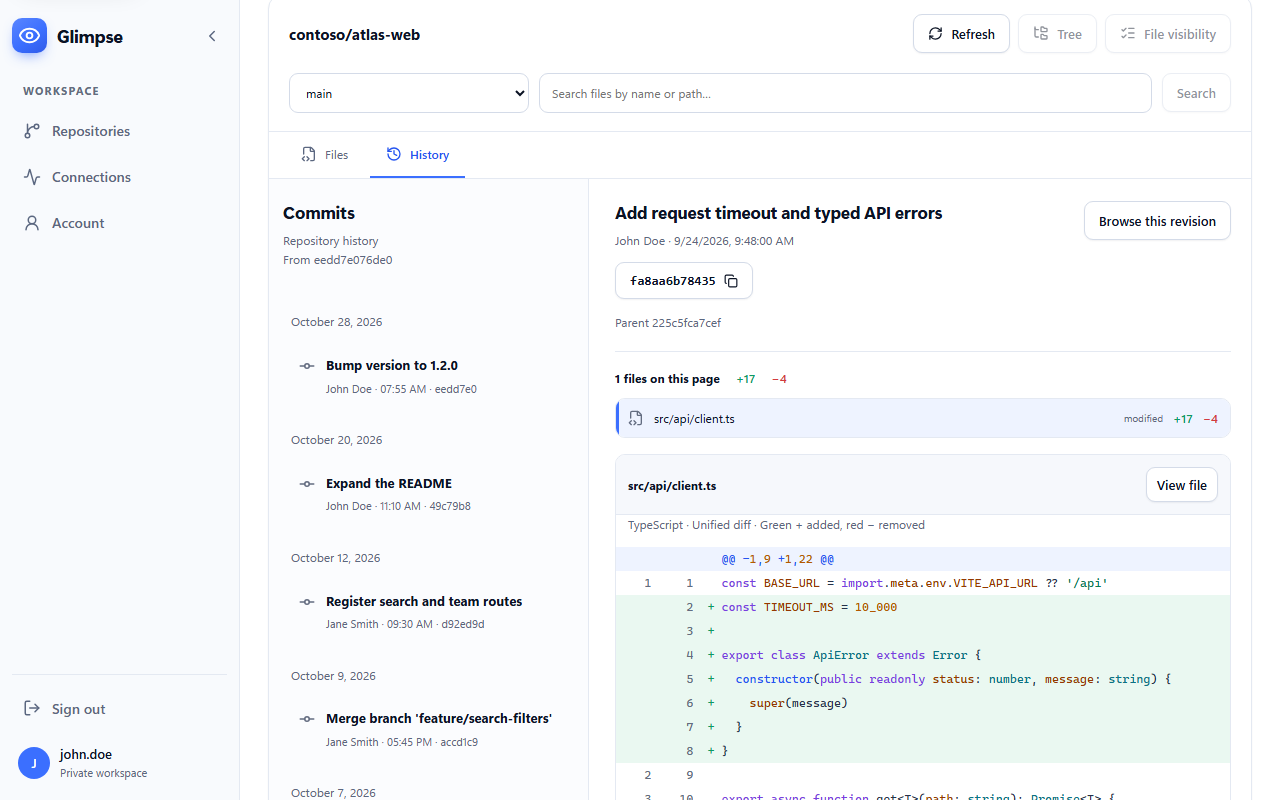 Glimpse
WORKSPACE
Repositories
Connections
Account
Sign out
J
john.doe
Private workspace
contoso/atlas-web
Refresh
Tree
File visibility
main
Search files by name or path...
Search
Files
History
Commits
Repository history
From eedd7e076de0
October 28, 2026
Bump version to 1.2.0
John Doe · 07:55 AM · eedd7e0
October 20, 2026
Expand the README
John Doe · 11:10 AM · 49c79b8
October 12, 2026
Register search and team routes
Jane Smith · 09:30 AM · d92ed9d
October 9, 2026
Merge branch 'feature/search-filters'
Jane Smith · 05:45 PM · accd1c9
October 7, 2026
Add request timeout and typed API errors
Browse this revision
John Doe · 9/24/2026, 9:48:00 AM
fa8aa6b78435
Parent 225c5fca7cef
1 files on this page +17 −4
src/api/client.ts modified +17 −4
src/api/client.ts
View file
TypeScript · Unified diff · Green + added, red − removed
@@ −1,9 +1,22 @@
1 1 const BASE_URL = import.meta.env.VITE_API_URL ?? '/api'
2 + const TIMEOUT_MS = 10_000
3 +
4 + export class ApiError extends Error {
5 + constructor(public readonly status: number, message: string) {
6 + super(message)
7 + }
8 + }
2 9
3 10 export async function get<T>(path: string): Promise<T> {